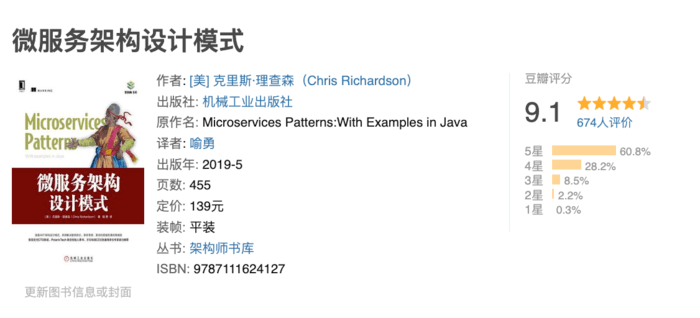 微服务架构设计模式
Microservices
Patterns
微服务架构
设计模式
更新图书信息或封面
作者: [美] 克里斯·理查森（Chris Richardson）
出版社: 机械工业出版社
原作名: Microservices Patterns:With Examples in Java
译者: 喻勇
出版年: 2019-5
页数: 455
定价: 139元
装帧: 平装
丛书: 架构师书库
ISBN: 9787111624127
豆瓣评分
9.1
674人评价
5星 60.8%
4星 28.2%
3星 8.5%
2星 2.2%
1星 0.3%